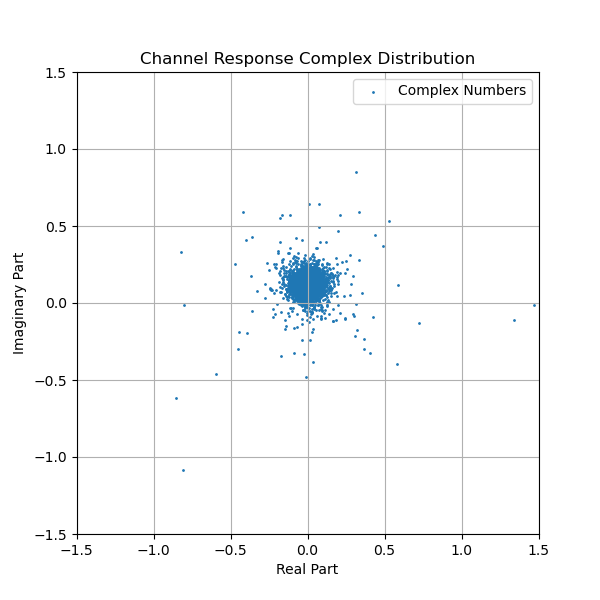 Channel Response Complex Distribution
Complex Numbers
1.5
1.0
0.5
0.0
−0.5
−1.0
−1.5
Imaginary Part
−1.5 −1.0 −0.5 0.0 0.5 1.0 1.5
Real Part